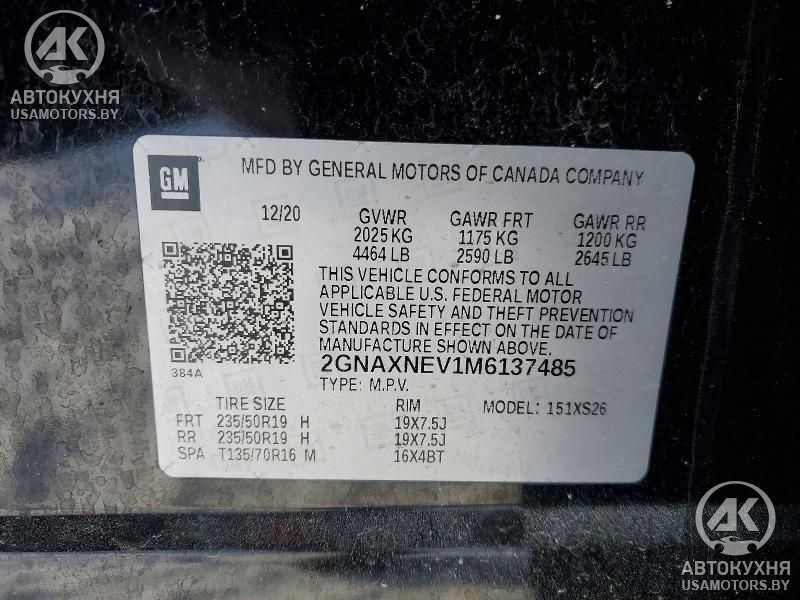 AK
АВТОКУХНЯ
USAMOTORS.BY
GM
MFD BY GENERAL MOTORS OF CANADA COMPANY
12/20 GVWR GAWR FRT GAWR RR
2025 KG 1175 KG 1200 KG
4464 LB 2590 LB 2645 LB
THIS VEHICLE CONFORMS TO ALL
APPLICABLE U.S. FEDERAL MOTOR
VEHICLE SAFETY AND THEFT PREVENTION
STANDARDS IN EFFECT ON THE DATE OF
MANUFACTURE SHOWN ABOVE.
384A
2GNAXNEV1M6137485
TYPE: M.P.V.
TIRE SIZE RIM MODEL: 151XS26
FRT 235/50R19 H 19X7.5J
RR 235/50R19 H 19X7.5J
SPA T135/70R16 M 16X4BT
AK
АВТОКУХНЯ
USAMOTORS.BY